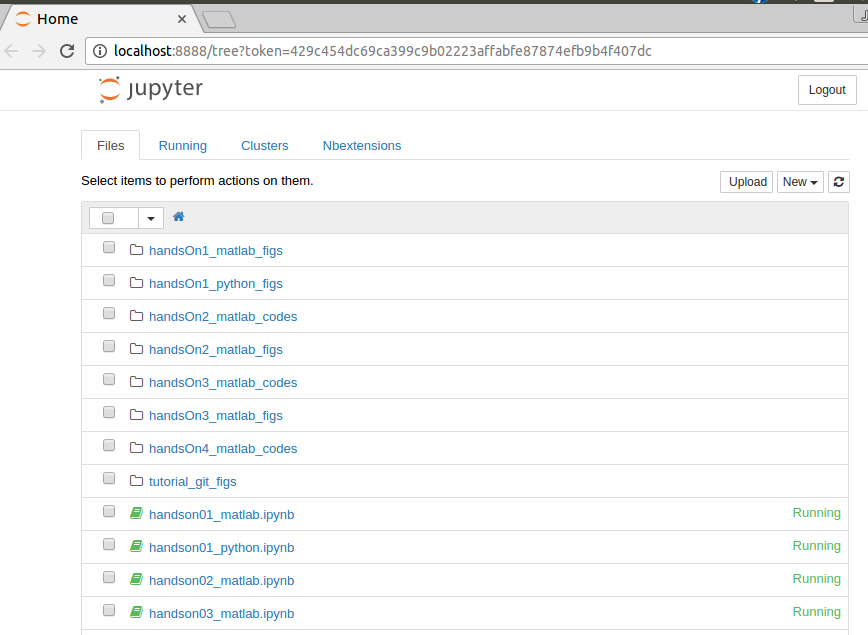 Home
localhost:8888/tree?token=429c454dc69ca399c9b02223affabfe87874efb9b4f407dc
jupyter
Logout
Files Running Clusters Nbextensions
Select items to perform actions on them.
Upload New
handsOn1_matlab_figs
handsOn1_python_figs
handsOn2_matlab_codes
handsOn2_matlab_figs
handsOn3_matlab_codes
handsOn3_matlab_figs
handsOn4_matlab_codes
tutorial_git_figs
handson01_matlab.ipynb Running
handson01_python.ipynb Running
handson02_matlab.ipynb Running
handson03_matlab.ipynb Running